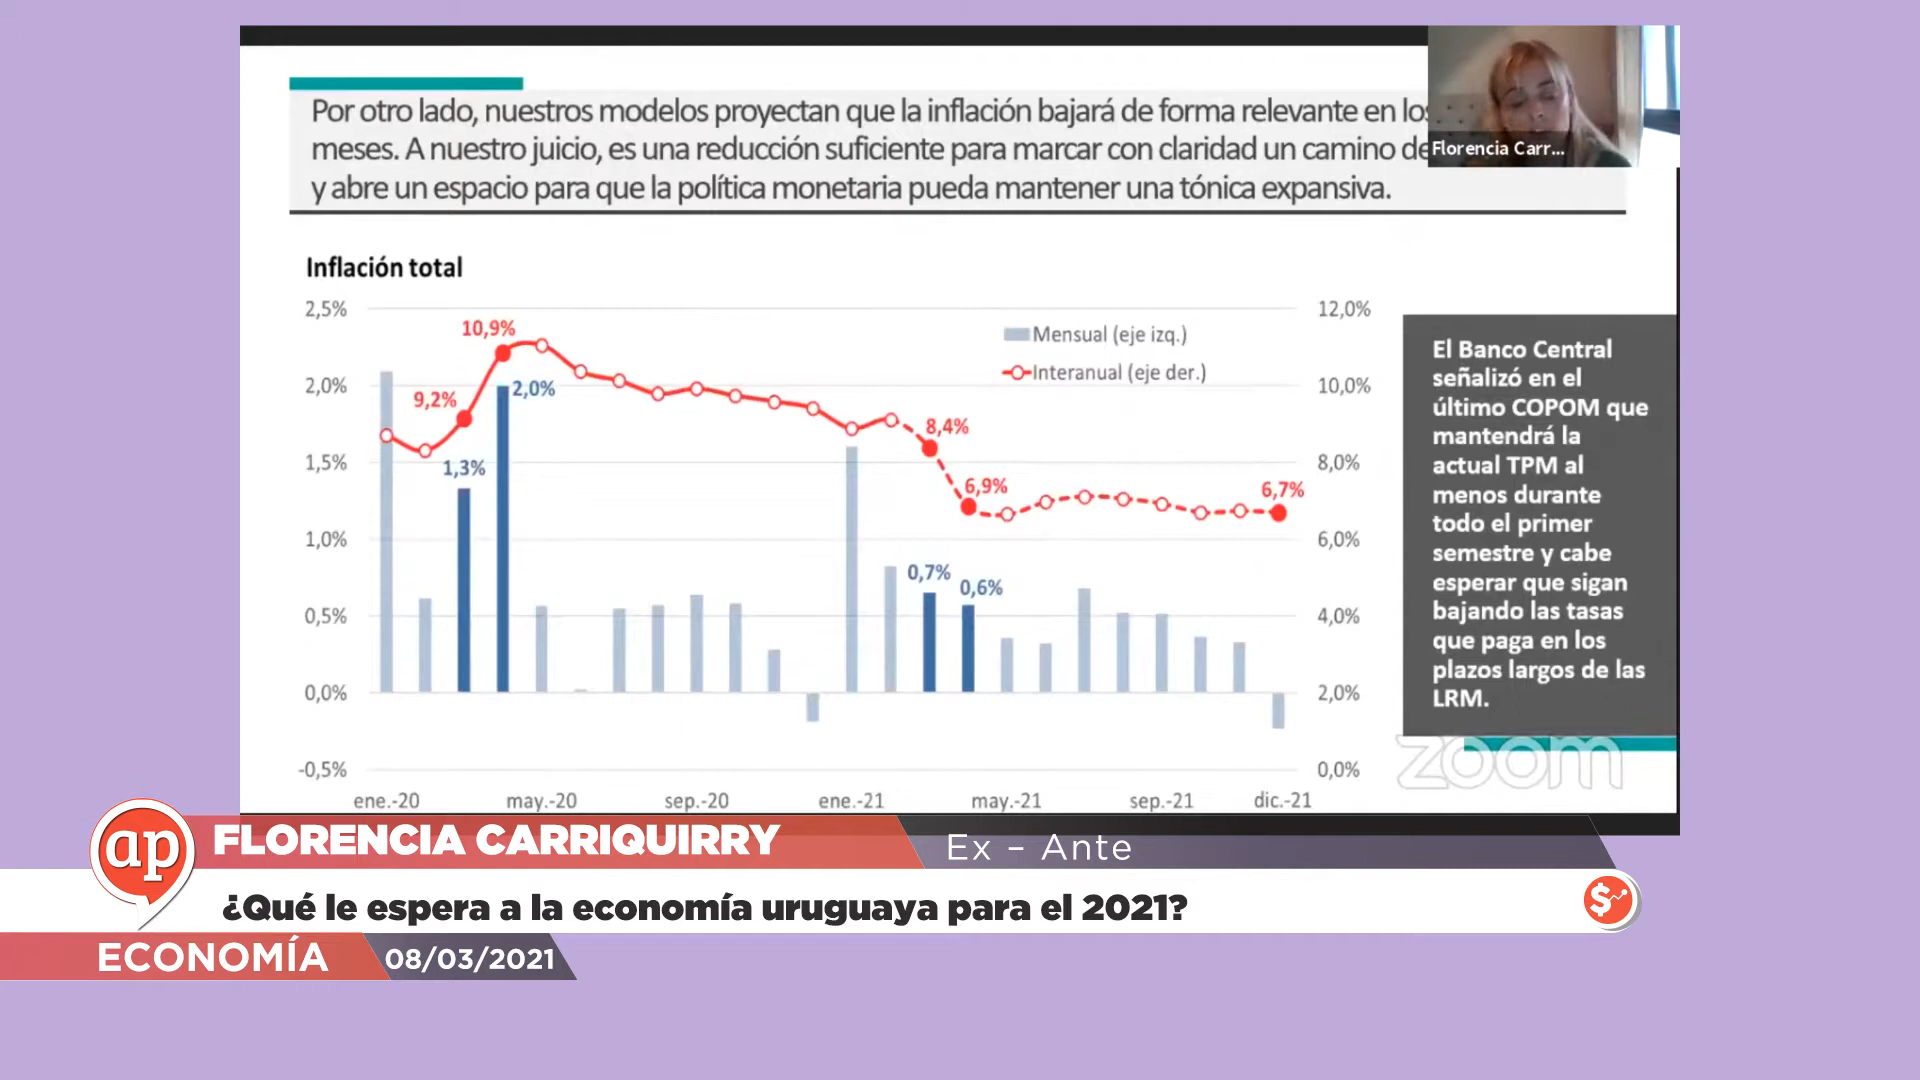 Por otro lado, nuestros modelos proyectan que la inflación bajará de forma relevante en los
meses. A nuestro juicio, es una reducción suficiente para marcar con claridad un camino de
y abre un espacio para que la política monetaria pueda mantener una tónica expansiva.
Florencia Carr...
Inflación total
2,5%
2,0%
1,5%
1,0%
0,5%
0,0%
-0,5%
12,0%
10,0%
8,0%
6,0%
4,0%
2,0%
0,0%
Mensual (eje izq.)
Interanual (eje der.)
10,9%
9,2%
2,0%
1,3%
8,4%
6,9%
6,7%
0,7%
0,6%
ene.-20
may.-20
sep.-20
ene.-21
may.-21
sep.-21
dic.-21
El Banco Central
señalizó en el
último COPOM que
mantendrá la
actual TPM al
menos durante
todo el primer
semestre y cabe
esperar que sigan
bajando las tasas
que paga en los
plazos largos de las
LRM.
zoom
ap
FLORENCIA CARRIQUIRRY
Ex – Ante
¿Qué le espera a la economía uruguaya para el 2021?
$
ECONOMÍA
08/03/2021